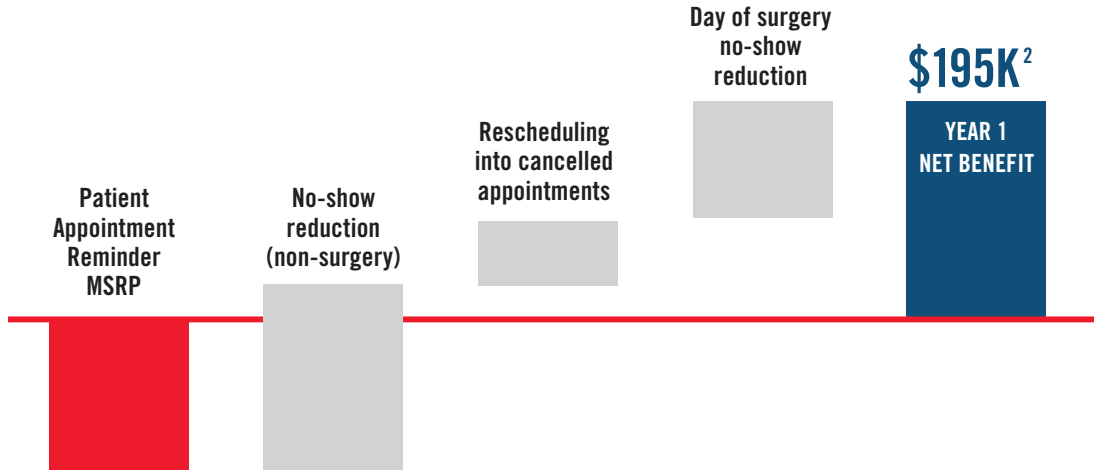 Patient
Appointment
Reminder
MSRP
No-show
reduction
(non-surgery)
Rescheduling
into cancelled
appointments
Day of surgery
no-show
reduction
$195K²
YEAR 1
NET BENEFIT